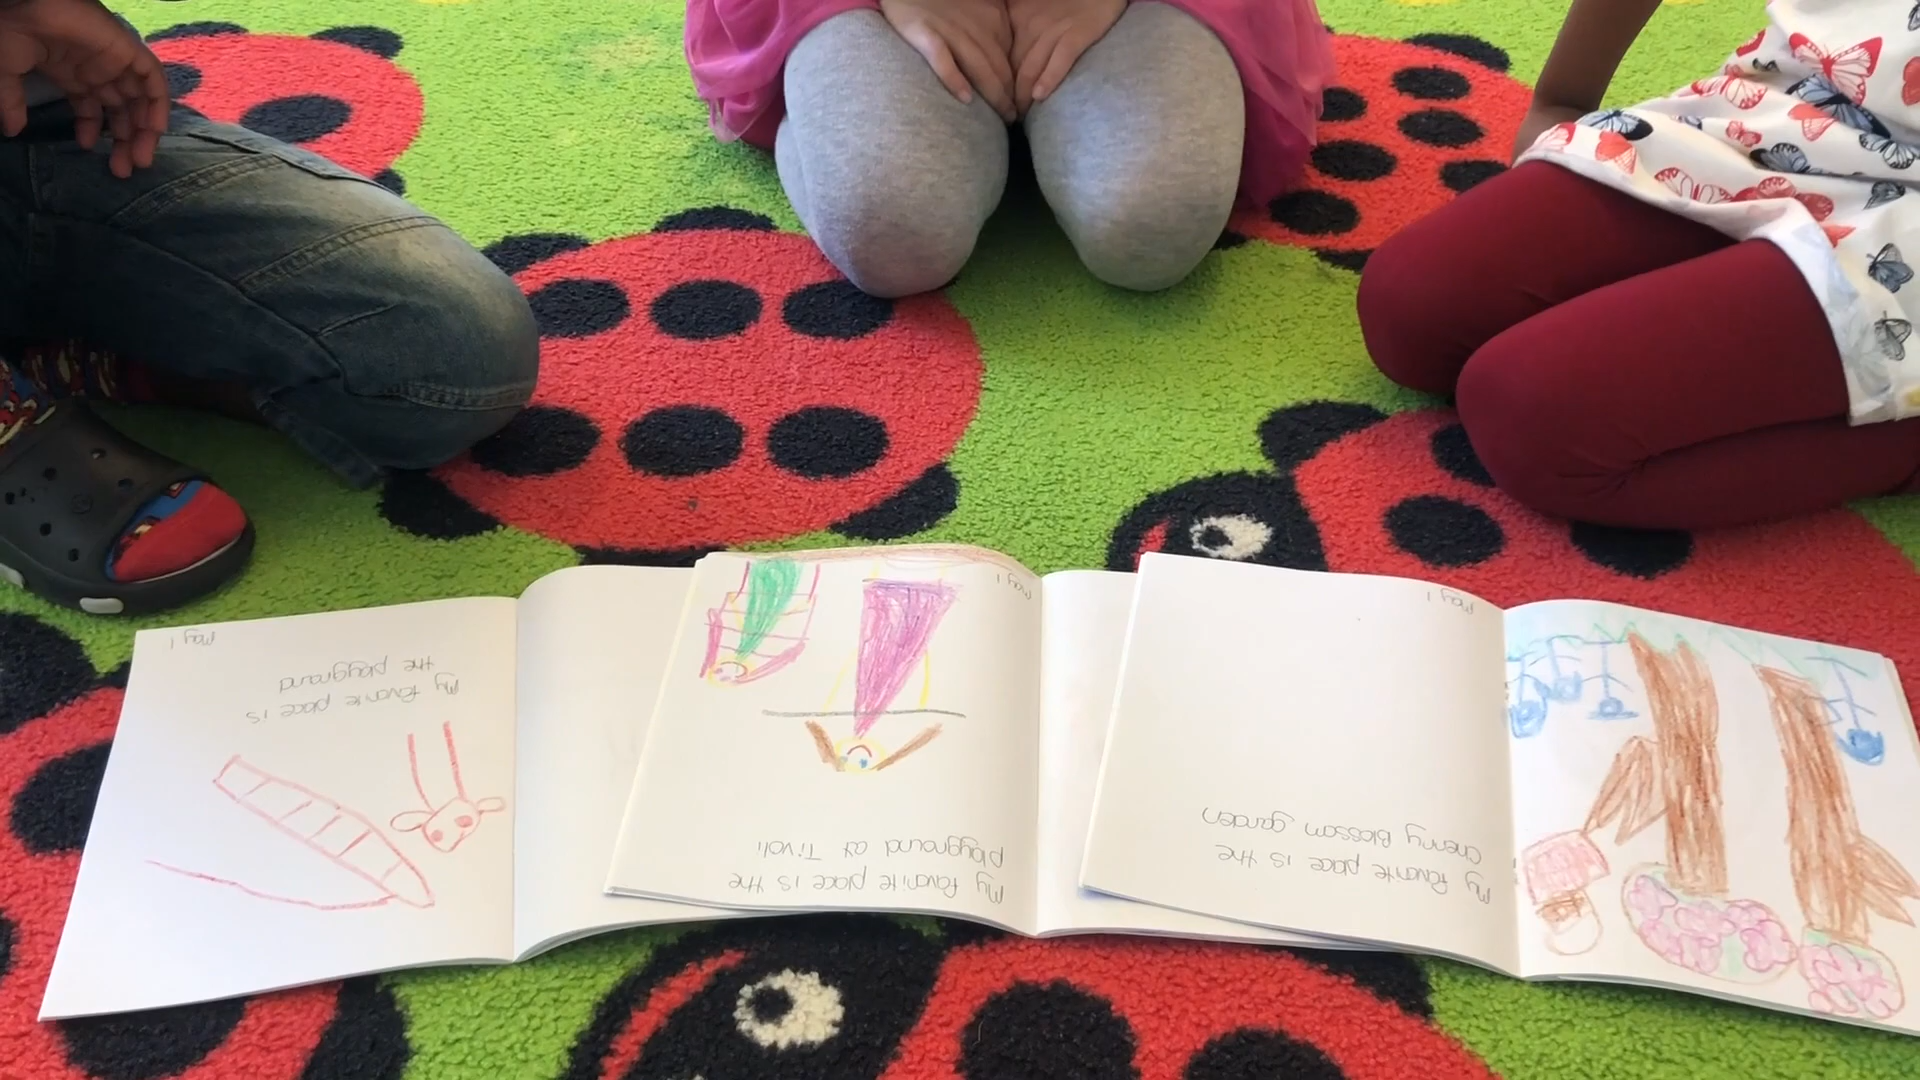 May 1
My favorite place is
the playground
May 1
My favorite place is the
playground at Tivoli
May 1
My favorite place is the
Cherry Blossom garden